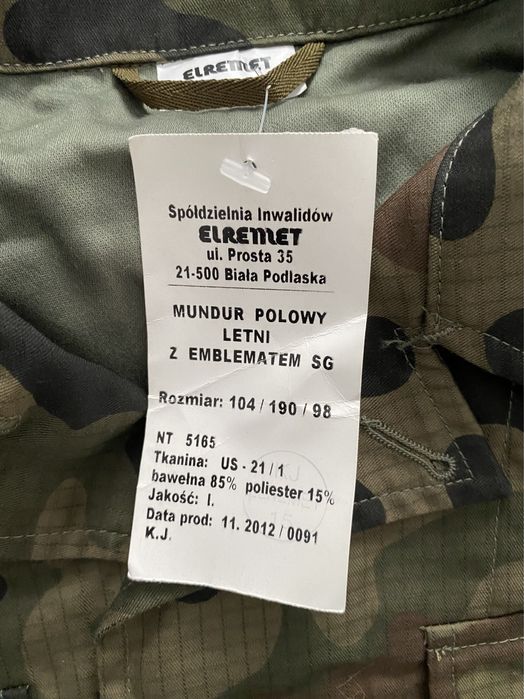 ELREMET
Spółdzielnia Inwalidów
ELREMET
ul. Prosta 35
21-500 Biała Podlaska
MUNDUR POLOWY
LETNI
Z EMBLEMATEM SG
Rozmiar: 104 / 190 / 98
NT 5165
Tkanina: US - 21 / 1
bawełna 85% poliester 15%
Jakość: I.
Data prod: 11. 2012 / 0091
K.J.